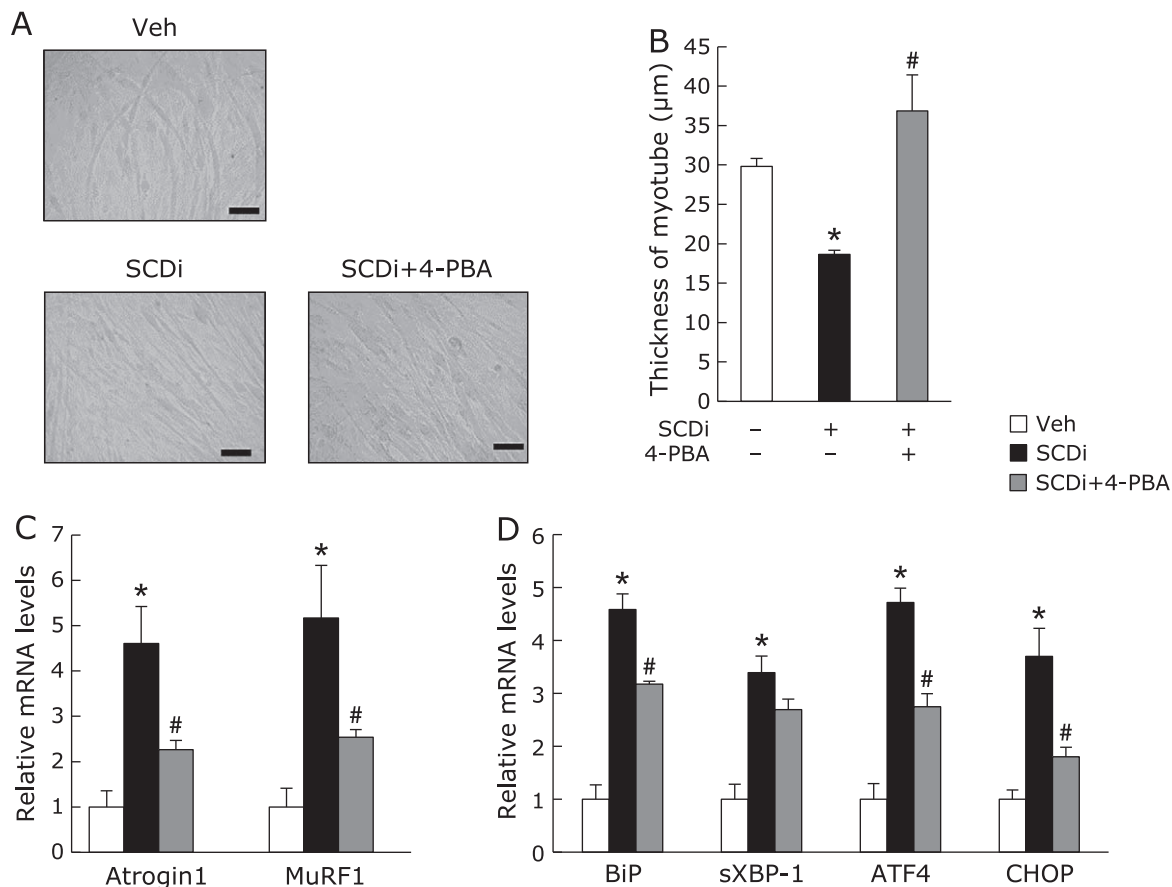 A
Veh
SCDi
SCDi+4-PBA
B
Thickness of myotube (µm)
45
40
35
30
25
20
15
10
5
0
*
#
SCDi − + +
4-PBA − − +
Veh
SCDi
SCDi+4-PBA
C
Relative mRNA levels
7
6
5
4
3
2
1
0
*
#
*
#
Atrogin1 MuRF1
D
Relative mRNA levels
6
5
4
3
2
1
0
*
#
*
*
#
*
#
BiP sXBP-1 ATF4 CHOP